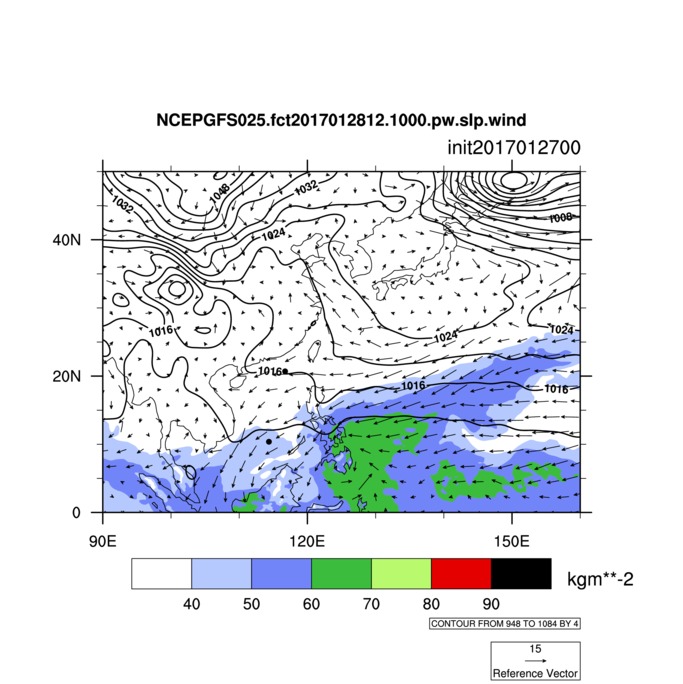 NCEPGFS025.fct2017012812.1000.pw.slp.wind
init2017012700
1032
1048
1032
1008
40N
1024
1016
1024
1024
20N
1016
1016
1016
0
90E
120E
150E
40
50
60
70
80
90
kgm**-2
CONTOUR FROM 948 TO 1084 BY 4
15
Reference Vector